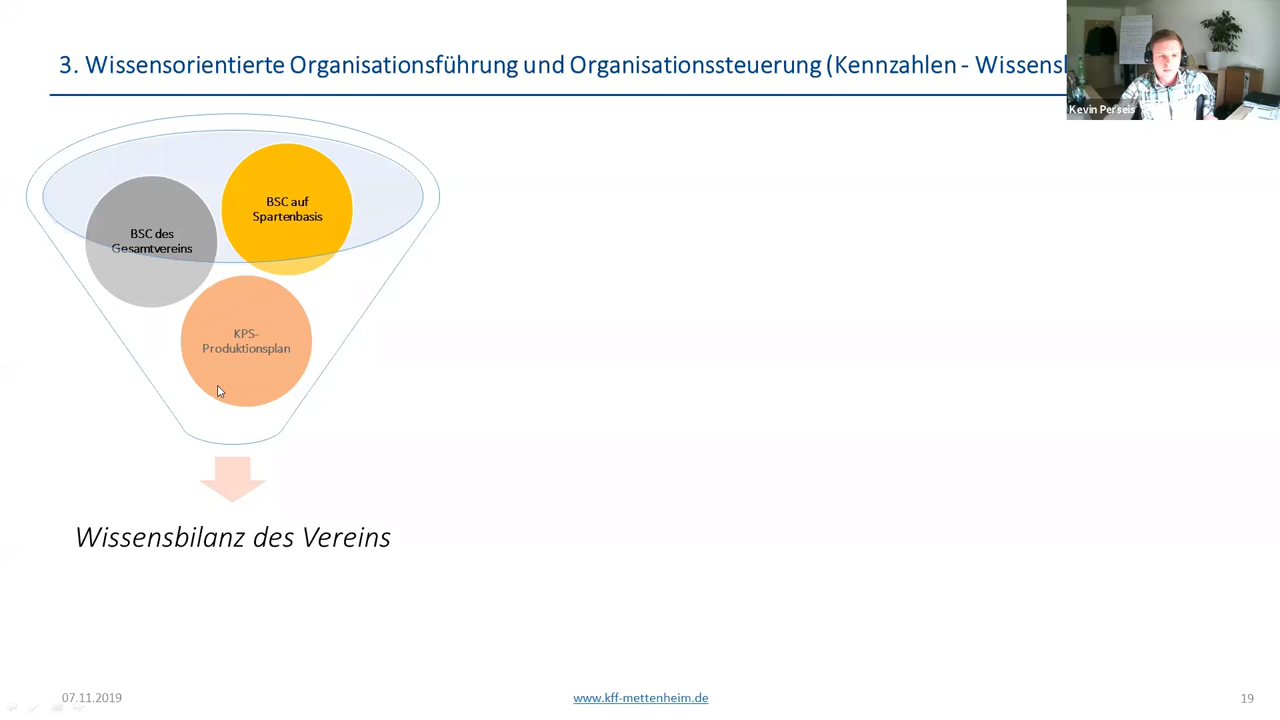 3. Wissensorientierte Organisationsführung und Organisationssteuerung (Kennzahlen -
Kevin Perseis
BSC auf
Spartenbasis
BSC des
Gesamtvereins
KPS-
Produktionsplan
Wissensbilanz des Vereins
07.11.2019
www.kff-mettenheim.de
19